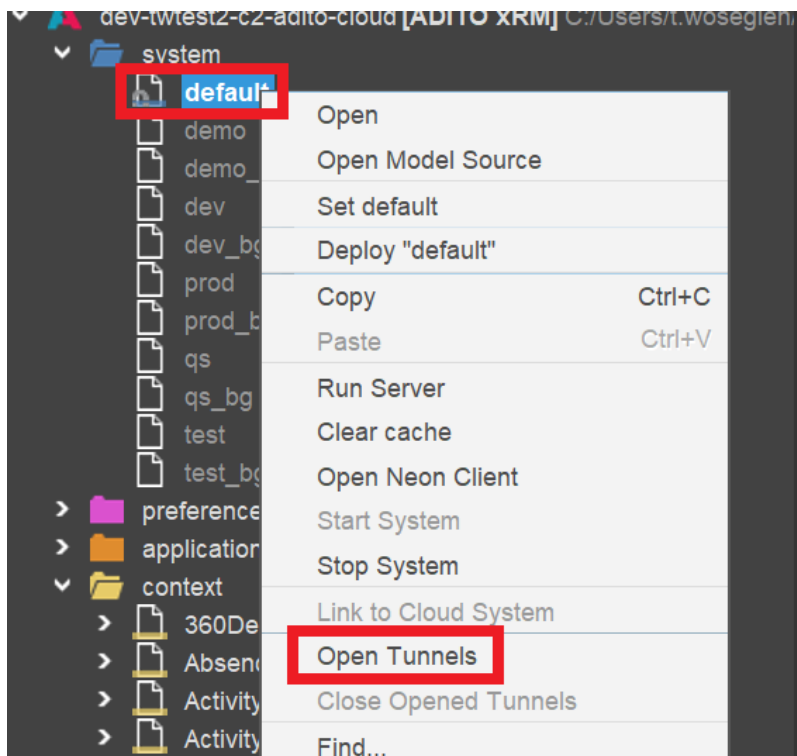 dev-twtest2-c2-adito-cloud [ADITO xRM] C:/Users/t.woseglen/
system
default
demo
demo_
dev
dev_bg
prod
prod_b
qs
qs_bg
test
test_bg
preference
application
context
360De
Absenc
Activity
Activity
Open
Open Model Source
Set default
Deploy "default"
Copy Ctrl+C
Paste Ctrl+V
Run Server
Clear cache
Open Neon Client
Start System
Stop System
Link to Cloud System
Open Tunnels
Close Opened Tunnels
Find...